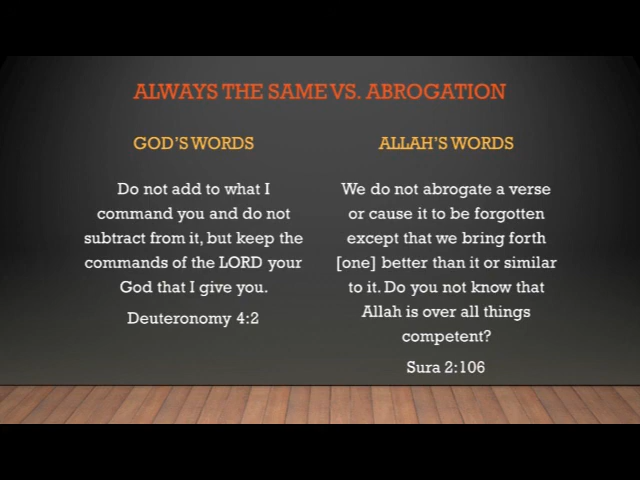 ALWAYS THE SAME VS. ABROGATION
GOD'S WORDS
Do not add to what I
command you and do not
subtract from it, but keep the
commands of the LORD your
God that I give you.
Deuteronomy 4:2
ALLAH'S WORDS
We do not abrogate a verse
or cause it to be forgotten
except that we bring forth
[one] better than it or similar
to it. Do you not know that
Allah is over all things
competent?
Sura 2:106